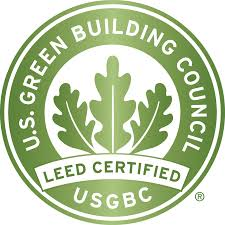 U.S. GREEN BUILDING COUNCIL
LEED CERTIFIED
USGBC
®